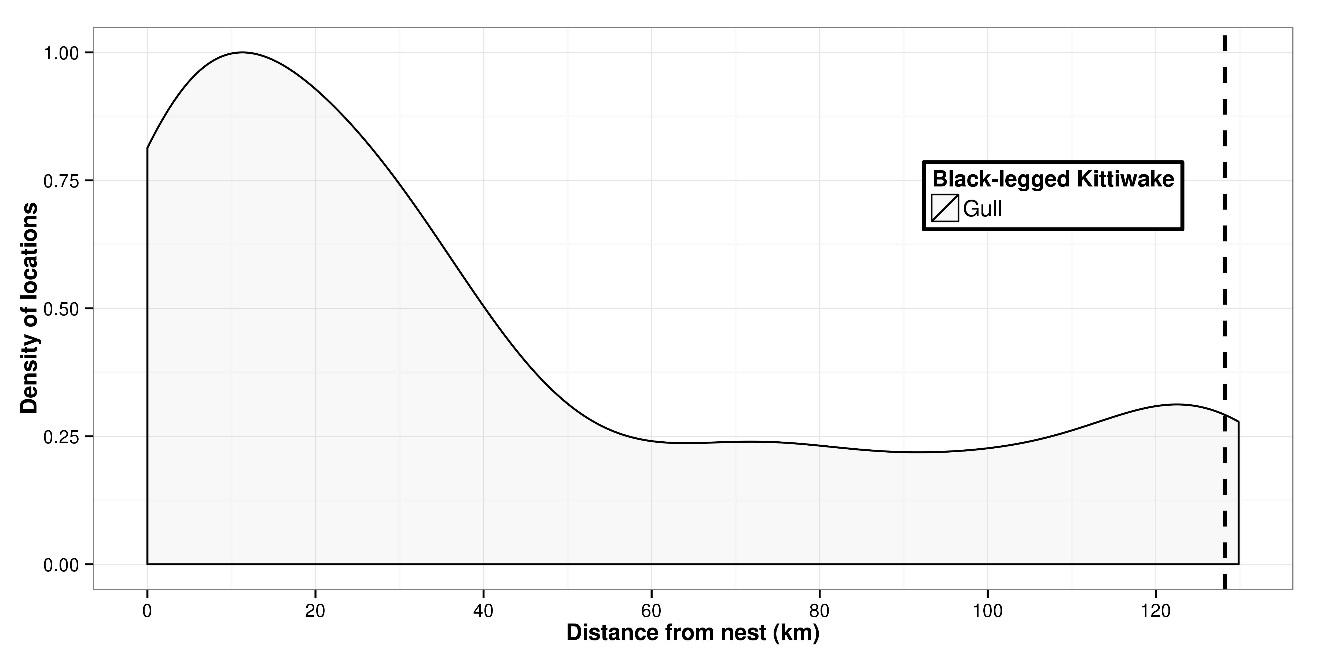 1.00
0.75
0.50
0.25
0.00
Density of locations
Black-legged Kittiwake
Gull
0 20 40 60 80 100 120
Distance from nest (km)